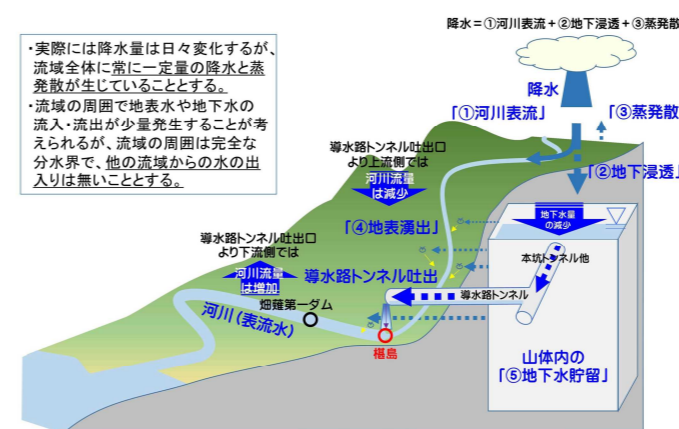 降水=①河川表流+②地下浸透+③蒸発散
・実際には降水量は日々変化するが、
流域全体に常に一定量の降水と蒸
発散が生じていることとする。
・流域の周囲で地表水や地下水の
流入・流出が少量発生することが考
えられるが、流域の周囲は完全な
分水界で、他の流域からの水の出
入りは無いこととする。
降水
「①河川表流」
「③蒸発散
「②地下浸透」
導水路トンネル吐出口
より上流側では
河川流量
は減少
「④地表湧出」
地下水量
の減少
本坑トンネル他
導水路トンネル吐出口
より下流側では
河川流量
は増加
導水路トンネル吐出
導水路トンネル
畑薙第一ダム
河川(表流水)
椹島
山体内の
「⑤地下水貯留」